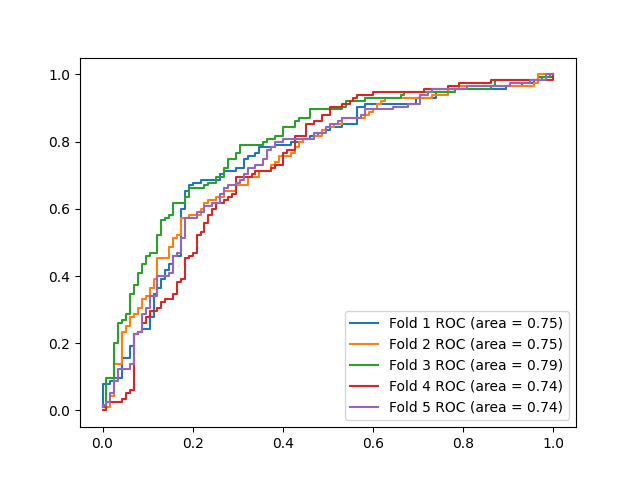 1.0
0.8
0.6
0.4
0.2
0.0
Fold 1 ROC (area = 0.75)
Fold 2 ROC (area = 0.75)
Fold 3 ROC (area = 0.79)
Fold 4 ROC (area = 0.74)
Fold 5 ROC (area = 0.74)
0.0 0.2 0.4 0.6 0.8 1.0